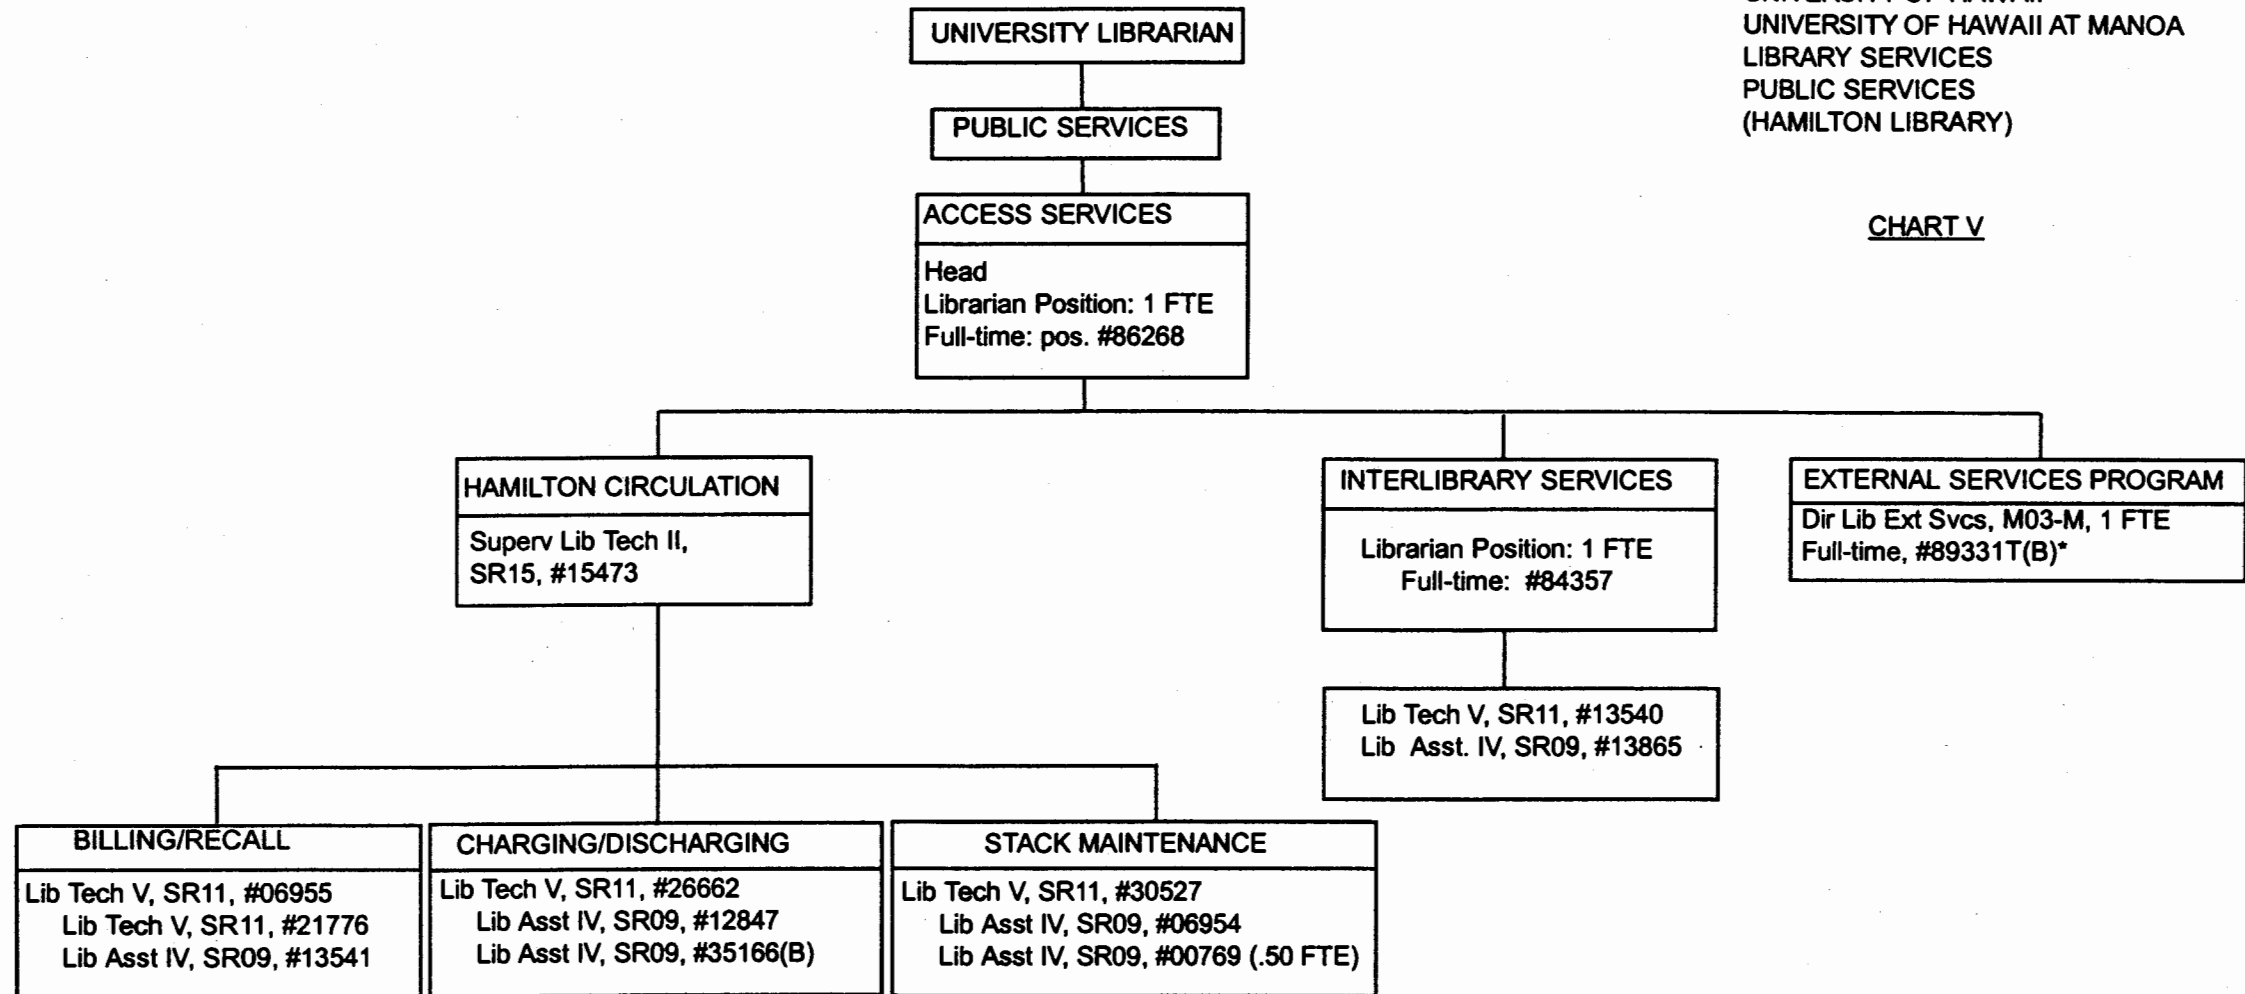 UNIVERSITY OF HAWAII
UNIVERSITY OF HAWAII AT MANOA
LIBRARY SERVICES
PUBLIC SERVICES
(HAMILTON LIBRARY)
CHART V
UNIVERSITY LIBRARIAN
PUBLIC SERVICES
ACCESS SERVICES
Head
Librarian Position: 1 FTE
Full-time: pos. #86268
HAMILTON CIRCULATION
Superv Lib Tech II,
SR15, #15473
INTERLIBRARY SERVICES
Librarian Position: 1 FTE
Full-time: #84357
EXTERNAL SERVICES PROGRAM
Dir Lib Ext Svcs, M03-M, 1 FTE
Full-time, #89331T(B)*
Lib Tech V, SR11, #13540
Lib Asst. IV, SR09, #13865
BILLING/RECALL
Lib Tech V, SR11, #06955
Lib Tech V, SR11, #21776
Lib Asst IV, SR09, #13541
CHARGING/DISCHARGING
Lib Tech V, SR11, #26662
Lib Asst IV, SR09, #12847
Lib Asst IV, SR09, #35166(B)
STACK MAINTENANCE
Lib Tech V, SR11, #30527
Lib Asst IV, SR09, #06954
Lib Asst IV, SR09, #00769 (.50 FTE)